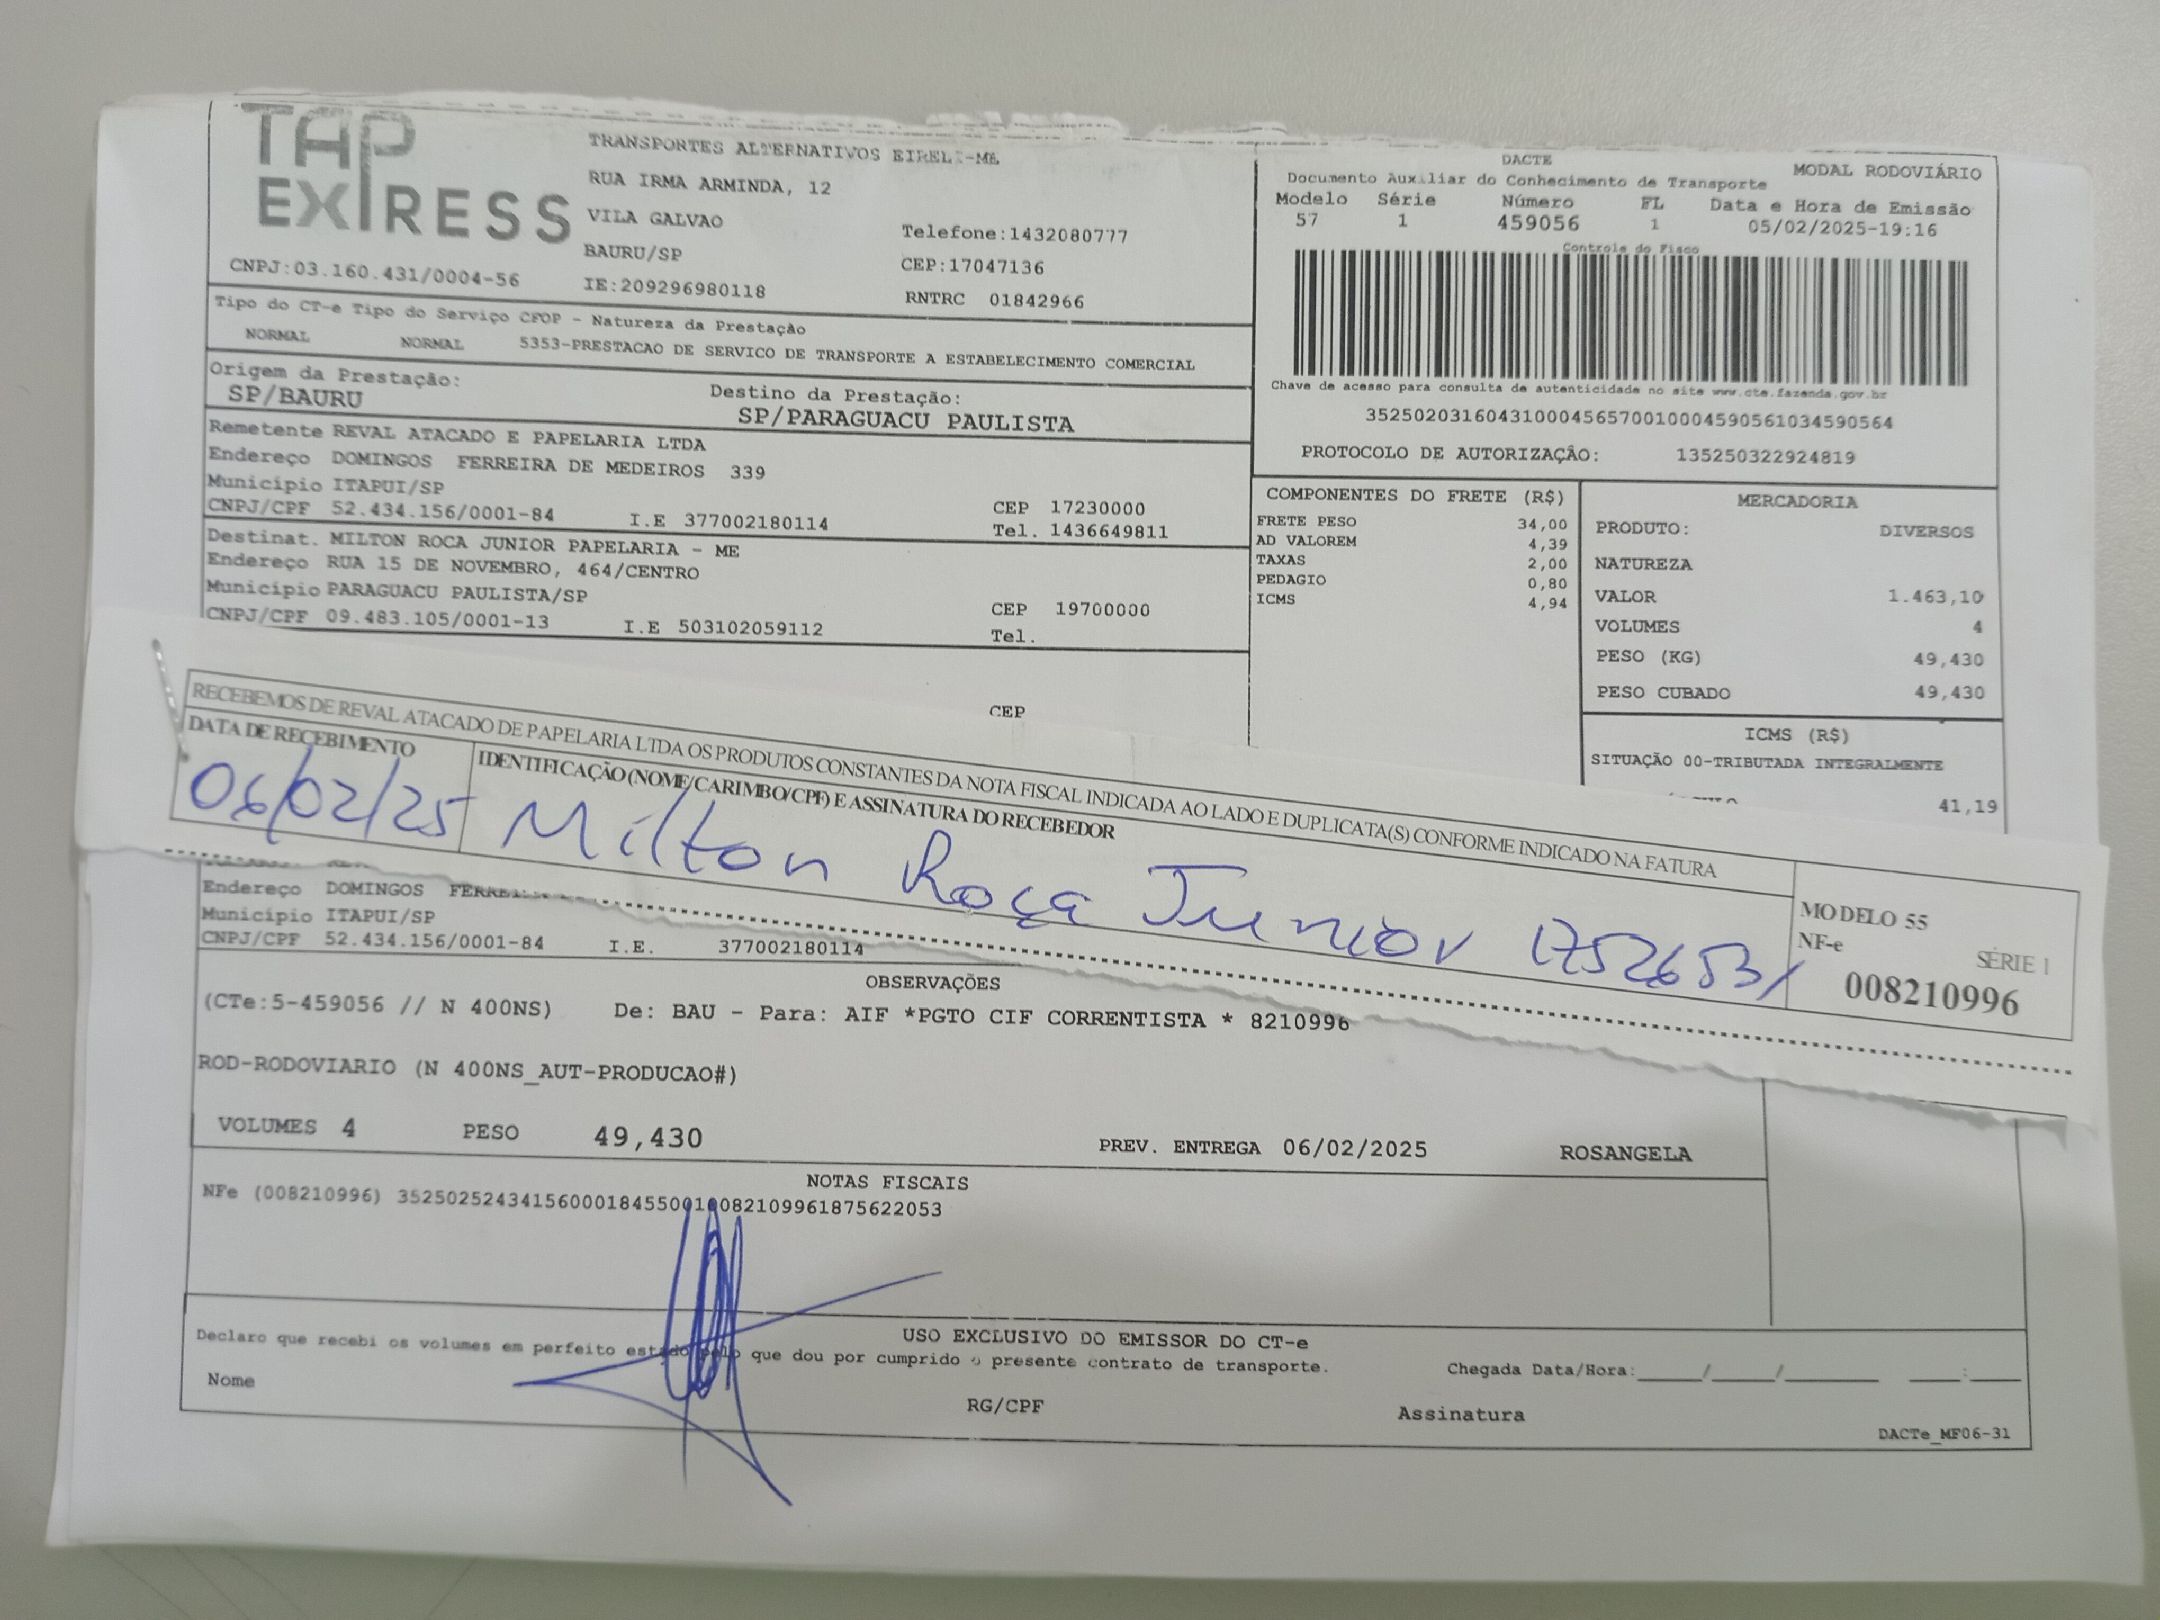 TAP
EXPRESS
TRANSPORTES ALTERNATIVOS EIRELI-ME
RUA IRMA ARMINDA, 12
VILA GALVAO
BAURU/SP Telefone:1432080777
CEP:17047136
CNPJ:03.160.431/0004-56 IE:209296980118 RNTRC 01842966
DACTE MODAL RODOVIÁRIO
Documento Auxiliar do Conhecimento de Transporte
Modelo Série Número FL Data e Hora de Emissão
57 1 459056 1 05/02/2025-19:16
Controle do Fisco
Chave de acesso para consulta de autenticidade no site www.cte.fazenda.gov.br
35250203160431000456570010004590561034590564
PROTOCOLO DE AUTORIZAÇÃO: 135250322924819
Tipo do CT-e Tipo do Serviço CFOP - Natureza da Prestação
NORMAL NORMAL 5353-PRESTACAO DE SERVICO DE TRANSPORTE A ESTABELECIMENTO COMERCIAL
Origem da Prestação: Destino da Prestação:
SP/BAURU SP/PARAGUACU PAULISTA
Remetente REVAL ATACADO E PAPELARIA LTDA
Endereço DOMINGOS FERREIRA DE MEDEIROS 339
Município ITAPUI/SP CEP 17230000
CNPJ/CPF 52.434.156/0001-84 I.E 377002180114 Tel. 1436649811
Destinat. MILTON ROCA JUNIOR PAPELARIA - ME
Endereço RUA 15 DE NOVEMBRO, 464/CENTRO
Município PARAGUACU PAULISTA/SP CEP 19700000
CNPJ/CPF 09.483.105/0001-13 I.E 503102059112 Tel.
CEP
COMPONENTES DO FRETE (R$)
FRETE PESO 34,00
AD VALOREM 4,39
TAXAS 2,00
PEDAGIO 0,80
ICMS 4,94
MERCADORIA
PRODUTO: DIVERSOS
NATUREZA
VALOR 1.463,10
VOLUMES 4
PESO (KG) 49,430
PESO CUBADO 49,430
ICMS (R$)
SITUAÇÃO 00-TRIBUTADA INTEGRALMENTE
41,19
RECEBEMOS DE REVAL ATACADO DE PAPELARIA LTDA OS PRODUTOS CONSTANTES DA NOTA FISCAL INDICADA AO LADO E DUPLICATA(S) CONFORME INDICADO NA FATURA
DATA DE RECEBIMENTO IDENTIFICAÇÃO (NOME/CARIMBO/CPF) E ASSINATURA DO RECEBEDOR
06/02/25 Milton Roça Junior 17526531
MODELO 55
NF-e SÉRIE 1
008210996
Endereço DOMINGOS
Município ITAPUI/SP
CNPJ/CPF 52.434.156/0001-84 I.E. 377002180114
OBSERVAÇÕES
(CTe:5-459056 // N 400NS) De: BAU - Para: AIF *PGTO CIF CORRENTISTA * 8210996
ROD-RODOVIARIO (N 400NS_AUT-PRODUCAO#)
VOLUMES 4 PESO 49,430 PREV. ENTREGA 06/02/2025 ROSANGELA
NOTAS FISCAIS
NFe (008210996) 35250252434156000184550010082109961875622053
USO EXCLUSIVO DO EMISSOR DO CT-e
Declaro que recebi os volumes em perfeito estado pelo que dou por cumprido o presente contrato de transporte.
Chegada Data/Hora:_____/_____/________ ____:____
Nome RG/CPF Assinatura
DACTe_MF06-31